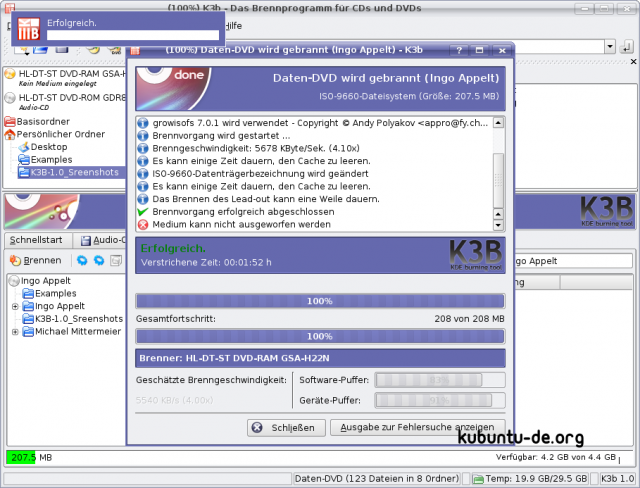 (100%) K3b - Das Brennprogramm für CDs und DVDs
Erfolgreich.
Hilfe
(100%) Daten-DVD wird gebrannt (Ingo Appelt) - K3b
done
Daten-DVD wird gebrannt (Ingo Appelt)
ISO-9660-Dateisystem (Größe: 207.5 MB)
HL-DT-ST DVD-RAM GSA-H
Kein Medium eingelegt
HL-DT-ST DVD-ROM GDR8
Audio-CD
Basisordner
Persönlicher Ordner
Desktop
Examples
K3B-1.0_Sreenshots
growisofs 7.0.1 wird verwendet - Copyright © Andy Polyakov <appro@fy.ch...
Brennvorgang wird gestartet ...
Brenngeschwindigkeit: 5678 KByte/Sek. (4.10x)
Es kann einige Zeit dauern, den Cache zu leeren.
ISO-9660-Datenträgerbezeichnung wird geändert
Es kann einige Zeit dauern, den Cache zu leeren.
Das Brennen des Lead-out kann eine Weile dauern.
Brennvorgang erfolgreich abgeschlossen
Medium kann nicht ausgeworfen werden
Erfolgreich.
Verstrichene Zeit: 00:01:52 h
K3B
KDE burning tool
K3B
KDE burning tool
Schnellstart
Audio-C
Brennen
go Appelt
Ingo Appelt
Examples
Ingo Appelt
K3B-1.0_Sreenshots
Michael Mittermeier
ng
100%
Gesamtfortschritt:
208 von 208 MB
100%
Brenner: HL-DT-ST DVD-RAM GSA-H22N
Geschätzte Brenngeschwindigkeit:
5540 KB/s (4.00x)
Software-Puffer:
83%
Geräte-Puffer:
91%
Schließen
Ausgabe zur Fehlersuche anzeigen
kubuntu-de.org
207.5 MB
Verfügbar: 4.2 GB von 4.4 GB
Daten-DVD (123 Dateien in 8 Ordner)
Temp: 19.9 GB/29.5 GB
K3b 1.0